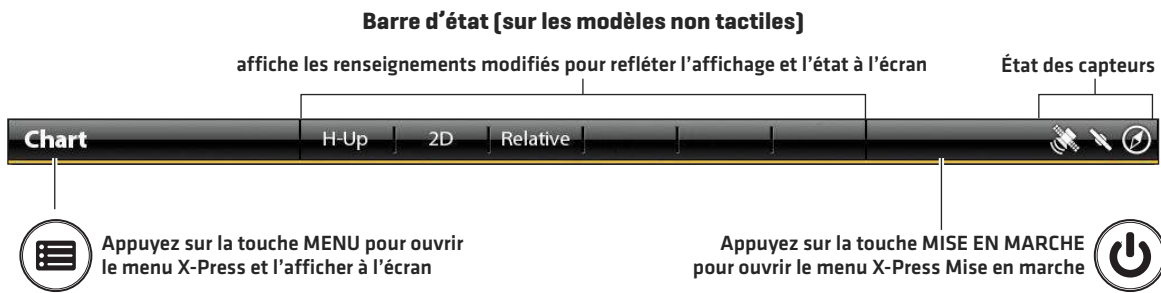 Barre d’état (sur les modèles non tactiles)
affiche les renseignements modifiés pour refléter l’affichage et l’état à l’écran
État des capteurs
Chart
H-Up
2D
Relative
Appuyez sur la touche MENU pour ouvrir
le menu X-Press et l’afficher à l’écran
Appuyez sur la touche MISE EN MARCHE
pour ouvrir le menu X-Press Mise en marche